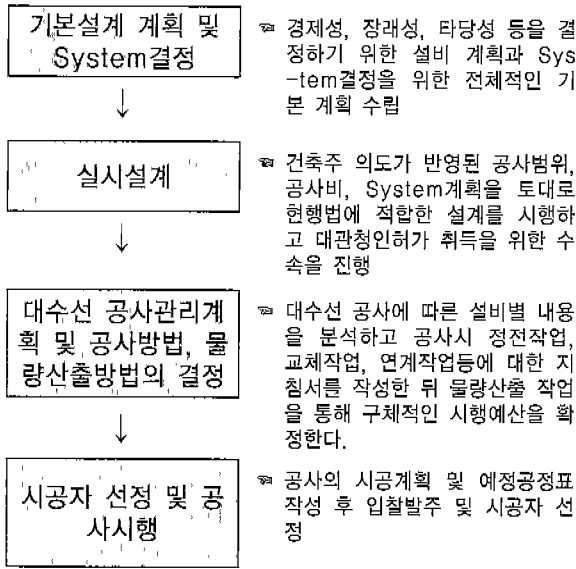 기본설계 계획 및
System결정
☞ 경제성, 장래성, 타당성 등을 결
정하기 위한 설비 계획과 Sys
-tem결정을 위한 전체적인 기
본 계획 수립
↓
실시설계
☞ 건축주 의도가 반영된 공사범위,
공사비, System계획을 토대로
현행법에 적합한 설계를 시행하
고 대관청인허가 취득을 위한 수
속을 진행
↓
대수선 공사관리계
획 및 공사방법, 물
량산출방법의 결정
☞ 대수선 공사에 따른 설비별 내용
을 분석하고 공사시 정전작업,
교체작업, 연계작업등에 대한 지
침서를 작성한 뒤 물량산출 작업
을 통해 구체적인 시행예산을 확
정한다.
↓
시공자 선정 및 공
사시행
☞ 공사의 시공계획 및 예정공정표
작성 후 입찰발주 및 시공자 선
정